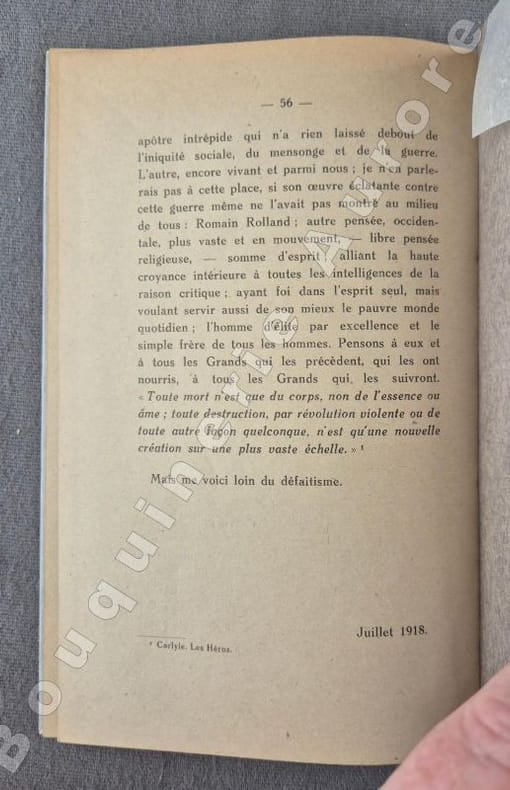 — 56 —
apôtre intrépide qui n'a rien laissé debout de
l'iniquité sociale, du mensonge et de la guerre.
L'autre, encore vivant et parmi nous ; je n'en parle-
rais pas à cette place, si son œuvre éclatante contre
cette guerre même ne l'avait pas montré au milieu
de tous : Romain Rolland ; autre pensée, occiden-
tale, plus vaste et en mouvement, — libre pensée
religieuse, — somme d'esprit alliant la haute
croyance intérieure à toutes les intelligences de la
raison critique ; ayant foi dans l'esprit seul, mais
voulant servir aussi de son mieux le pauvre monde
quotidien ; l'homme d'élite par excellence et le
simple frère de tous les hommes. Pensons à eux et
à tous les Grands qui les précèdent, qui les ont
nourris, à tous les Grands qui les suivront.
« Toute mort n'est que du corps, non de l'essence ou
âme ; toute destruction, par révolution violente ou de
toute autre façon quelconque, n'est qu'une nouvelle
création sur une plus vaste échelle. » ¹
Mais me voici loin du défaitisme.
Juillet 1918.
¹ Carlyle. Les Héros.
Bouquinerie Aurore